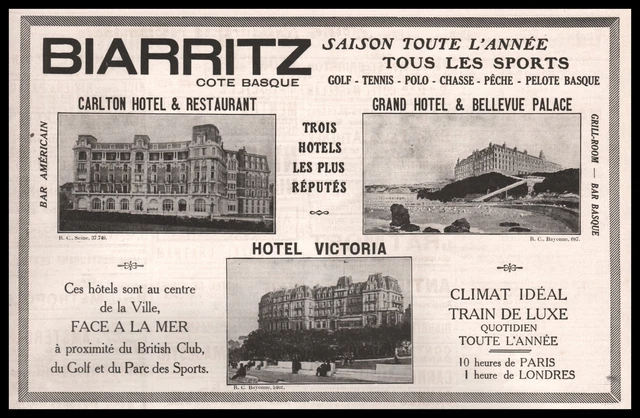 BIARRITZ
COTE BASQUE
SAISON TOUTE L'ANNÉE
TOUS LES SPORTS
GOLF - TENNIS - POLO - CHASSE - PÊCHE - PELOTE BASQUE
CARLTON HOTEL & RESTAURANT
BAR AMÉRICAIN
R. C., Seine, 37.740.
TROIS
HOTELS
LES PLUS
RÉPUTÉS
GRAND HOTEL & BELLEVUE PALACE
GRILL-ROOM — BAR BASQUE
R. C., Bayonne, 687.
HOTEL VICTORIA
R. C. Bayonne,
Ces hôtels sont au centre
de la Ville,
FACE A LA MER
à proximité du British Club,
du Golf et du Parc des Sports.
CLIMAT IDÉAL
TRAIN DE LUXE
QUOTIDIEN
TOUTE L'ANNÉE
10 heures de PARIS
1 heure de LONDRES